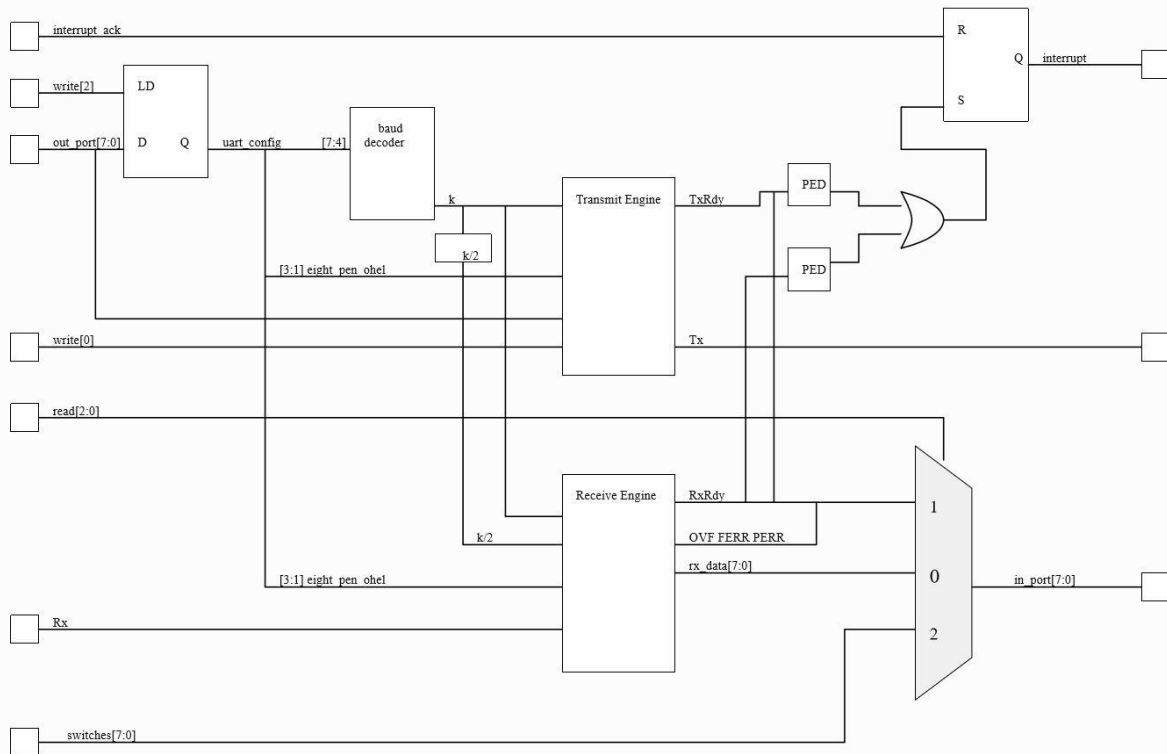 interrupt_ack
R
Q
interrupt
write[2]
LD
S
out_port[7:0]
D
Q
uart_config
[7:4]
baud
decoder
k
Transmit Engine
TxRdy
PED
k/2
PED
[3:1] eight_pen_ohel
write[0]
Tx
read[2:0]
Receive Engine
RxRdy
1
k/2
OVF FERR PERR
rx_data[7:0]
0
[3:1] eight_pen_ohel
in_port[7:0]
Rx
2
switches[7:0]